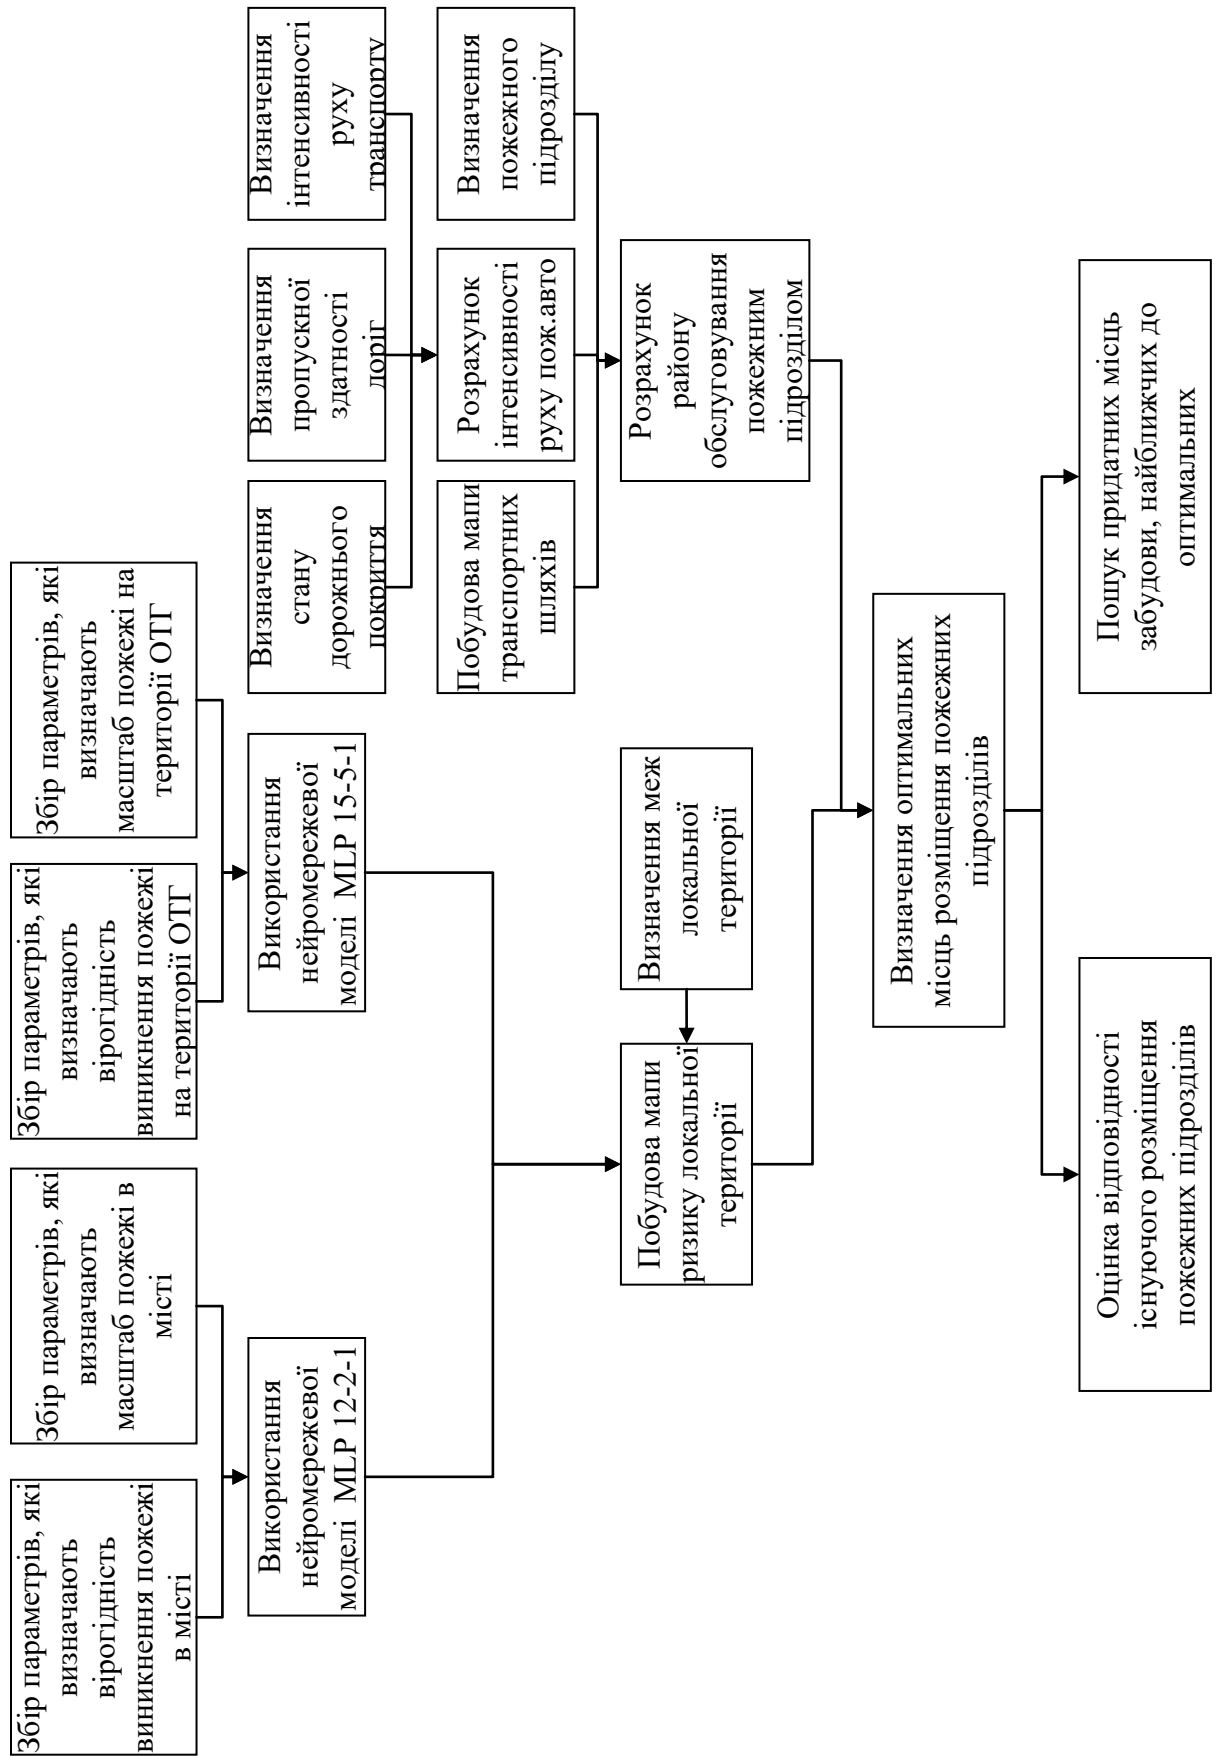 Збір параметрів, які
визначають
вірогідність
виникнення пожежі
в місті
Збір параметрів, які
визначають
масштаб пожежі в
місті
Збір параметрів, які
визначають
вірогідність
виникнення пожежі
на території ОТГ
Збір параметрів, які
визначають
масштаб пожежі на
території ОТГ
Використання
нейромережевої
моделі MLP 12-2-1
Використання
нейромережевої
моделі MLP 15-5-1
Визначення
стану
дорожнього
покриття
Визначення
пропускної
здатності
доріг
Визначення
інтенсивності
руху
транспорту
Побудова мапи
транспортних
шляхів
Розрахунок
інтенсивності
руху пож.авто
Визначення
пожежного
підрозділу
Побудова мапи
ризику локальної
території
Визначення меж
локальної
території
Розрахунок
району
обслуговування
пожежним
підрозділом
Визначення оптимальних
місць розміщення пожежних
підрозділів
Оцінка відповідності
існуючого розміщення
пожежних підрозділів
Пошук придатних місць
забудови, найближчих до
оптимальних